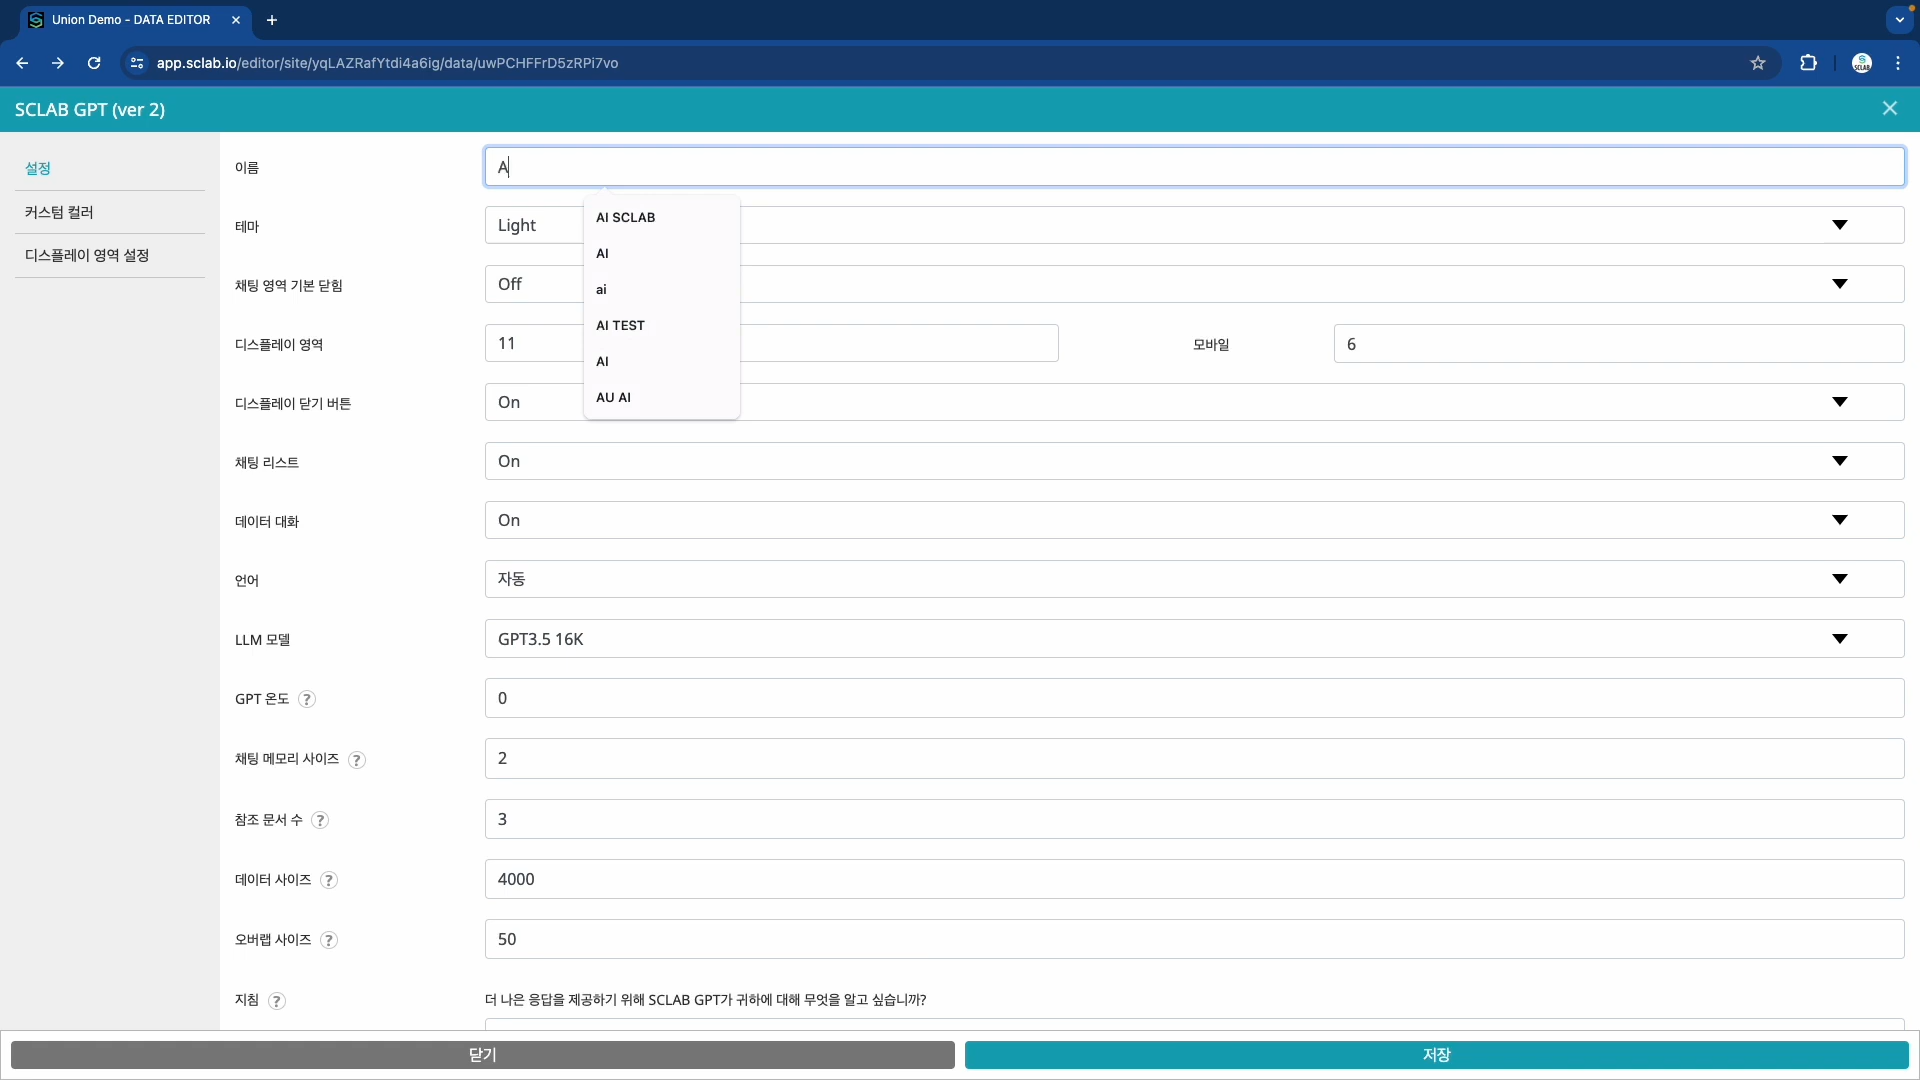 Union Demo - DATA EDITOR
app.sclab.io/editor/site/yqLAZRafYtdi4a6ig/data/uwPCHFFrD5zRPi7vo
SCLAB GPT (ver 2)
설정
커스텀 컬러
디스플레이 영역 설정
이름 A
AI SCLAB
AI
ai
AI TEST
AI
AU AI
테마 Light
채팅 영역 기본 닫힘 Off
디스플레이 영역 11 모바일 6
디스플레이 닫기 버튼 On
채팅 리스트 On
데이터 대화 On
언어 자동
LLM 모델 GPT3.5 16K
GPT 온도 ? 0
채팅 메모리 사이즈 ? 2
참조 문서 수 ? 3
데이터 사이즈 ? 4000
오버랩 사이즈 ? 50
지침 ? 더 나은 응답을 제공하기 위해 SCLAB GPT가 귀하에 대해 무엇을 알고 싶습니까?
닫기 저장